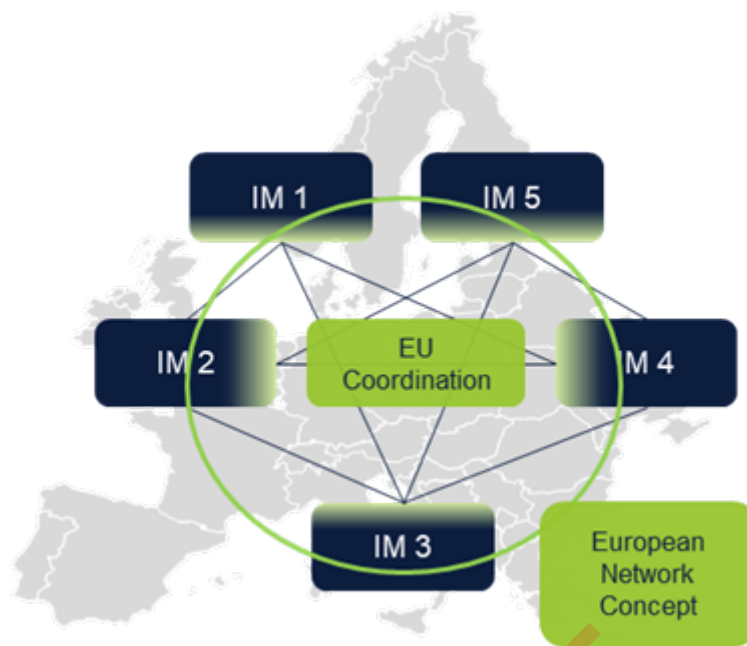 IM 1
IM 5
IM 2
EU
Coordination
IM 4
IM 3
European
Network
Concept